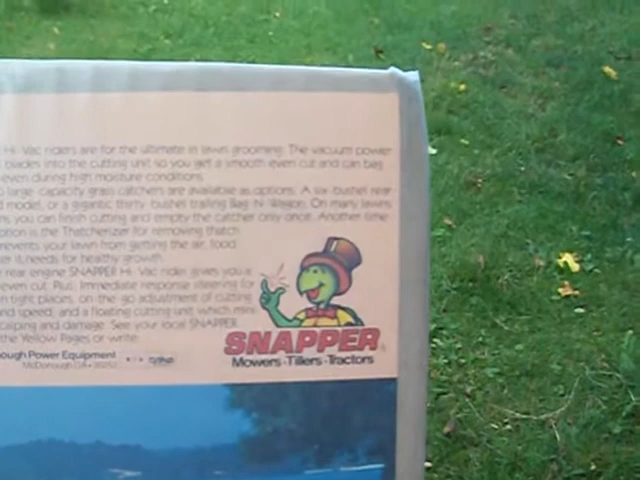 Hi Vac riders are for the ultimate in lawn grooming. The vacuum power
blades into the cutting unit so you get a smooth even cut and can bag
even during high moisture conditions.
large capacity grass catchers are available as options. A six-bushel rear
model, or a gigantic thirty-bushel trailing Bag-N-Wagon. On many lawns
you can finish cutting and empty the catcher only once. Another time
option is the Thatcherizer for removing thatch
prevents your lawn from getting the air, food
it needs for healthy growth.
rear engine SNAPPER Hi Vac rider gives you a
even cut. Plus: Immediate response steering for
tight places, on-the-go adjustment of cutting
and speed, and a floating cutting unit which
scalping and damage. See your local SNAPPER
the Yellow Pages or write
ough Power Equipment
McDonough GA • 30253
SNAPPER
Mowers-Tillers-Tractors